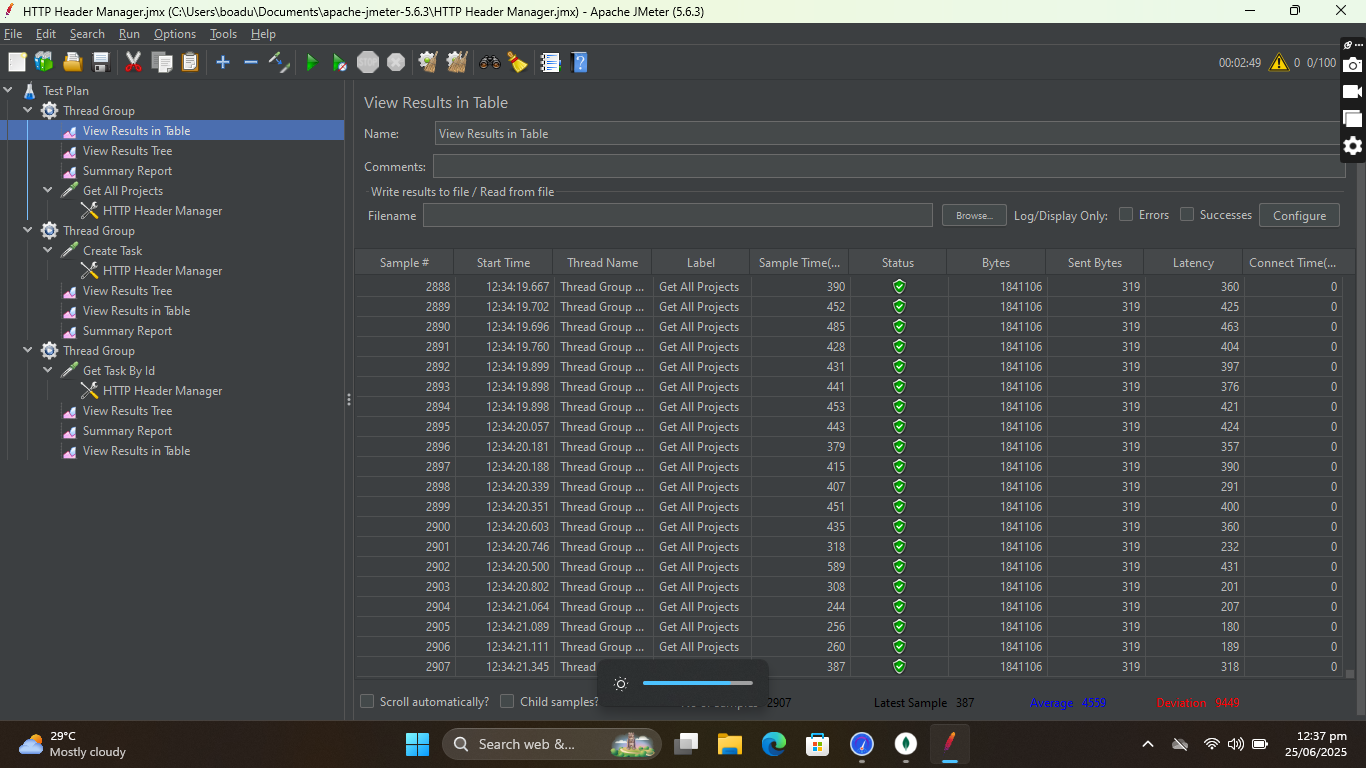 HTTP Header Manager.jmx (C:\Users\boadu\Documents\apache-jmeter-5.6.3\HTTP Header Manager.jmx) - Apache JMeter (5.6.3)
File Edit Search Run Options Tools Help
STOP 00:02:49 0 0/100
Test Plan
Thread Group
View Results in Table
View Results Tree
Summary Report
Get All Projects
HTTP Header Manager
Thread Group
Create Task
HTTP Header Manager
View Results Tree
View Results in Table
Summary Report
Thread Group
Get Task By Id
HTTP Header Manager
View Results Tree
Summary Report
View Results in Table
View Results in Table
Name: View Results in Table
Comments:
Write results to file / Read from file
Filename Browse... Log/Display Only: Errors Successes Configure
Sample # Start Time Thread Name Label Sample Time(... Status Bytes Sent Bytes Latency Connect Time(...
2888 12:34:19.667 Thread Group ... Get All Projects 390 1841106 319 360 0
2889 12:34:19.702 Thread Group ... Get All Projects 452 1841106 319 425 0
2890 12:34:19.696 Thread Group ... Get All Projects 485 1841106 319 463 0
2891 12:34:19.760 Thread Group ... Get All Projects 428 1841106 319 404 0
2892 12:34:19.899 Thread Group ... Get All Projects 431 1841106 319 397 0
2893 12:34:19.898 Thread Group ... Get All Projects 441 1841106 319 376 0
2894 12:34:19.898 Thread Group ... Get All Projects 453 1841106 319 421 0
2895 12:34:20.057 Thread Group ... Get All Projects 443 1841106 319 424 0
2896 12:34:20.181 Thread Group ... Get All Projects 379 1841106 319 357 0
2897 12:34:20.188 Thread Group ... Get All Projects 415 1841106 319 390 0
2898 12:34:20.339 Thread Group ... Get All Projects 407 1841106 319 291 0
2899 12:34:20.351 Thread Group ... Get All Projects 451 1841106 319 400 0
2900 12:34:20.603 Thread Group ... Get All Projects 435 1841106 319 360 0
2901 12:34:20.746 Thread Group ... Get All Projects 318 1841106 319 232 0
2902 12:34:20.500 Thread Group ... Get All Projects 589 1841106 319 431 0
2903 12:34:20.802 Thread Group ... Get All Projects 308 1841106 319 201 0
2904 12:34:21.064 Thread Group ... Get All Projects 244 1841106 319 207 0
2905 12:34:21.089 Thread Group ... Get All Projects 256 1841106 319 180 0
2906 12:34:21.111 Thread Group ... Get All Projects 260 1841106 319 189 0
2907 12:34:21.345 Thread 387 1841106 319 318 0
Scroll automatically? Child samples? 2907 Latest Sample 387 Average 4559 Deviation 9449
29°C
Mostly cloudy
Search web &...
12:37 pm
25/06/2025